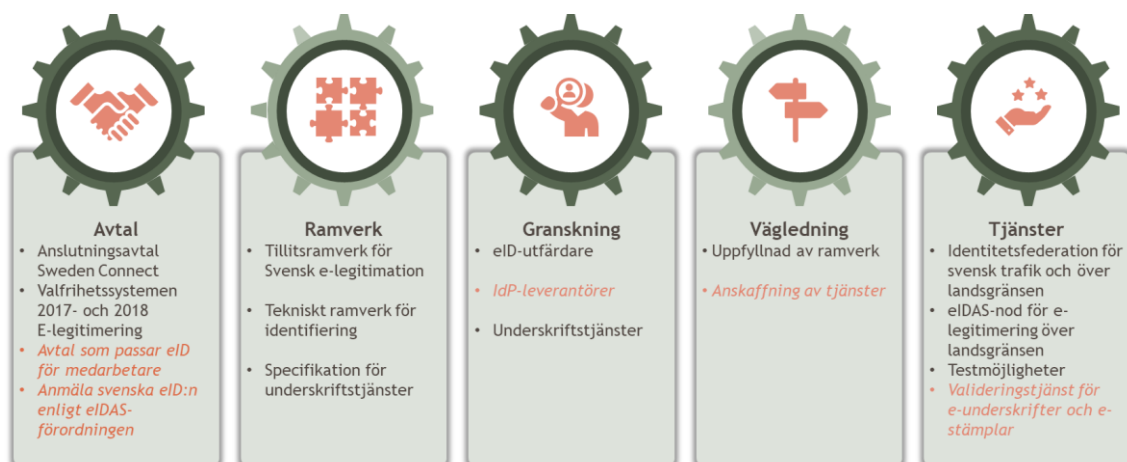 Avtal
• Anslutningsavtal
Sweden Connect
• Valfrihetssystemen
2017- och 2018
E-legitimering
• Avtal som passar eID
för medarbetare
• Anmäla svenska eID:n
enligt eIDAS-
förordningen
Ramverk
• Tillitsramverk för
Svensk e-legitimation
• Tekniskt ramverk för
identifiering
• Specifikation för
underskriftstjänster
Granskning
• eID-utfärdare
• IdP-leverantörer
• Underskriftstjänster
Vägledning
• Uppfyllnad av ramverk
• Anskaffning av tjänster
Tjänster
• Identitetsfederation för
svensk trafik och över
landsgränsen
• eIDAS-nod för e-
legitimering över
landsgränsen
• Testmöjligheter
• Valideringstjänst för
e-underskrifter och e-
stämplar